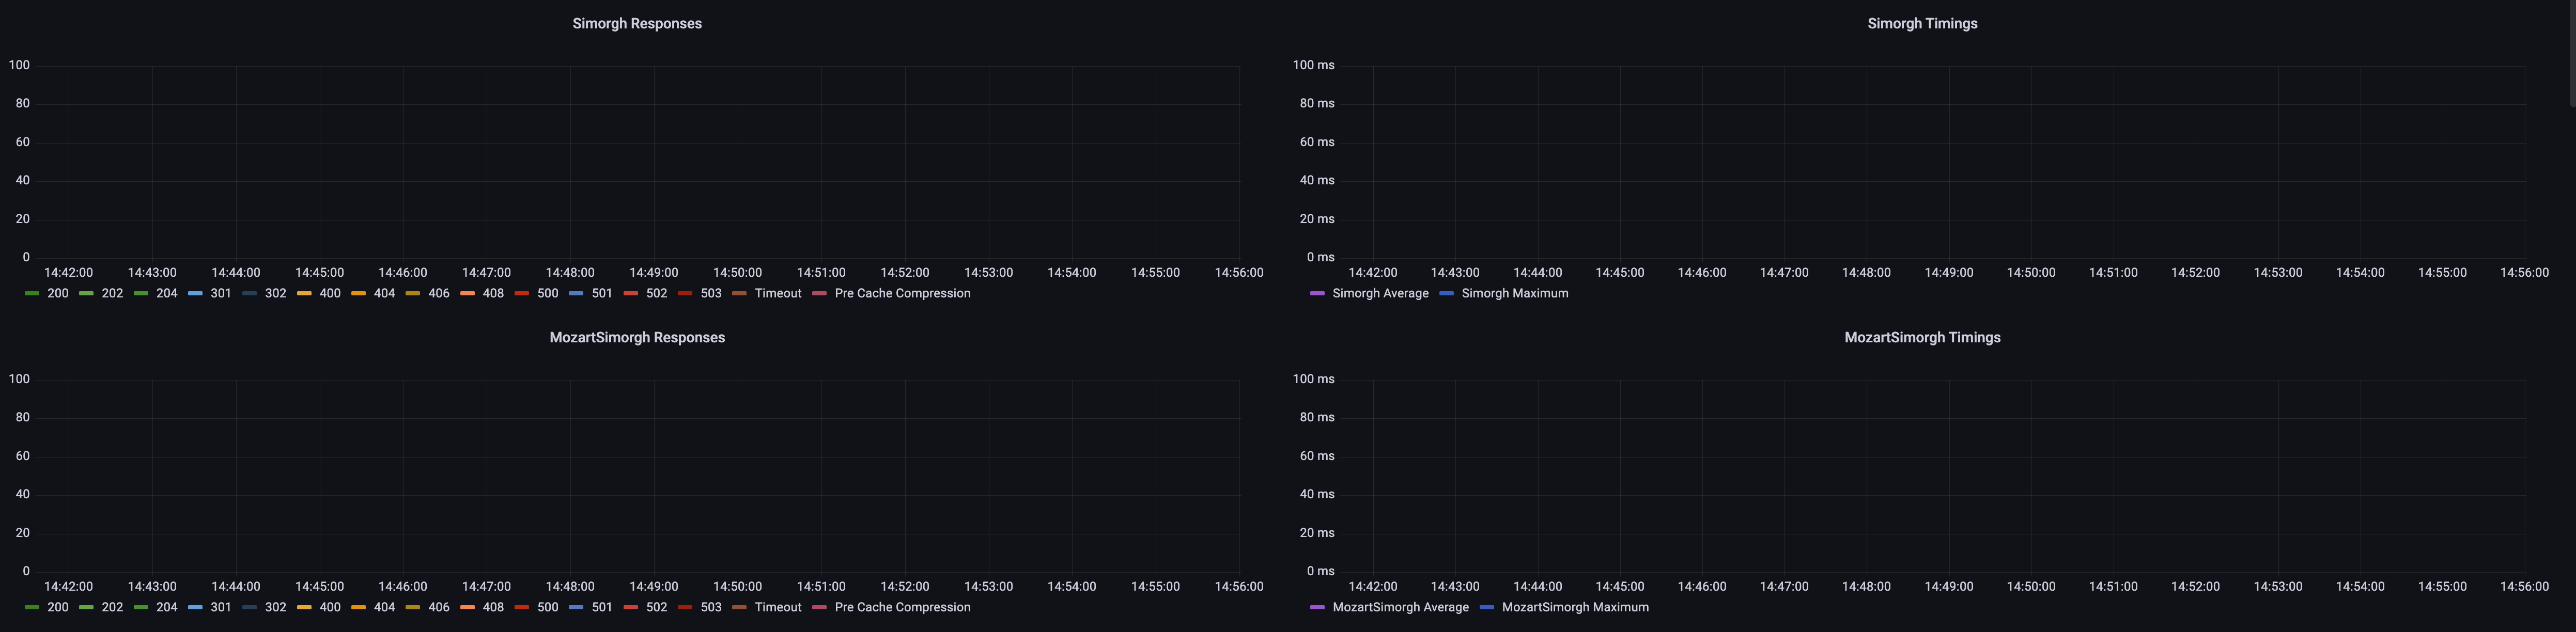 Simorgh Responses
100
80
60
40
20
0
14:42:00 14:43:00 14:44:00 14:45:00 14:46:00 14:47:00 14:48:00 14:49:00 14:50:00 14:51:00 14:52:00 14:53:00 14:54:00 14:55:00 14:56:00
200 202 204 301 302 400 404 406 408 500 501 502 503 Timeout Pre Cache Compression
Simorgh Timings
100 ms
80 ms
60 ms
40 ms
20 ms
0 ms
14:42:00 14:43:00 14:44:00 14:45:00 14:46:00 14:47:00 14:48:00 14:49:00 14:50:00 14:51:00 14:52:00 14:53:00 14:54:00 14:55:00 14:56:00
Simorgh Average Simorgh Maximum
MozartSimorgh Responses
100
80
60
40
20
0
14:42:00 14:43:00 14:44:00 14:45:00 14:46:00 14:47:00 14:48:00 14:49:00 14:50:00 14:51:00 14:52:00 14:53:00 14:54:00 14:55:00 14:56:00
200 202 204 301 302 400 404 406 408 500 501 502 503 Timeout Pre Cache Compression
MozartSimorgh Timings
100 ms
80 ms
60 ms
40 ms
20 ms
0 ms
14:42:00 14:43:00 14:44:00 14:45:00 14:46:00 14:47:00 14:48:00 14:49:00 14:50:00 14:51:00 14:52:00 14:53:00 14:54:00 14:55:00 14:56:00
MozartSimorgh Average MozartSimorgh Maximum